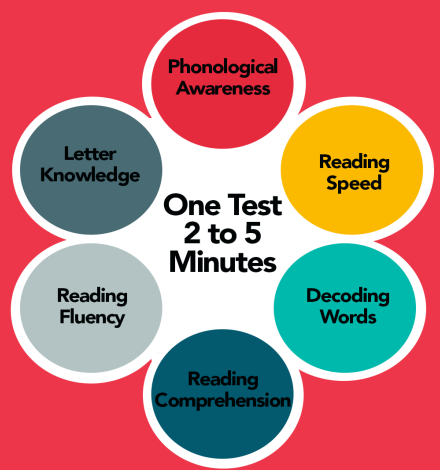 Phonological
Awareness
Letter
Knowledge
Reading
Speed
One Test
2 to 5
Minutes
Reading
Fluency
Decoding
Words
Reading
Comprehension